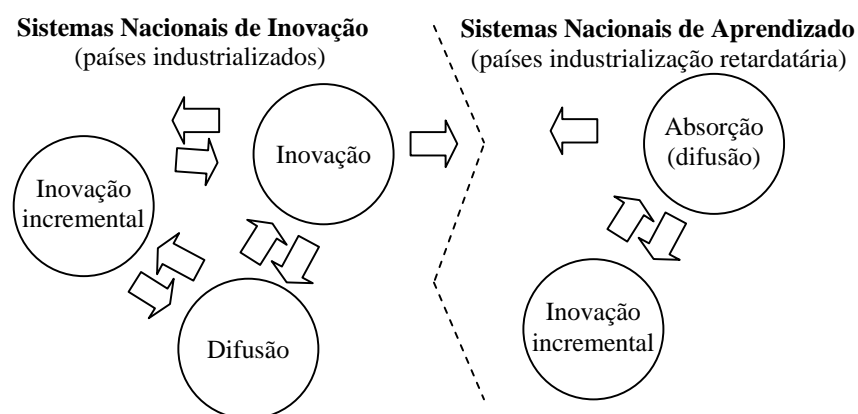 Sistemas Nacionais de Inovação
(países industrializados)
Inovação
Inovação
incremental
Difusão
Sistemas Nacionais de Aprendizado
(países industrialização retardatária)
Absorção
(difusão)
Inovação
incremental